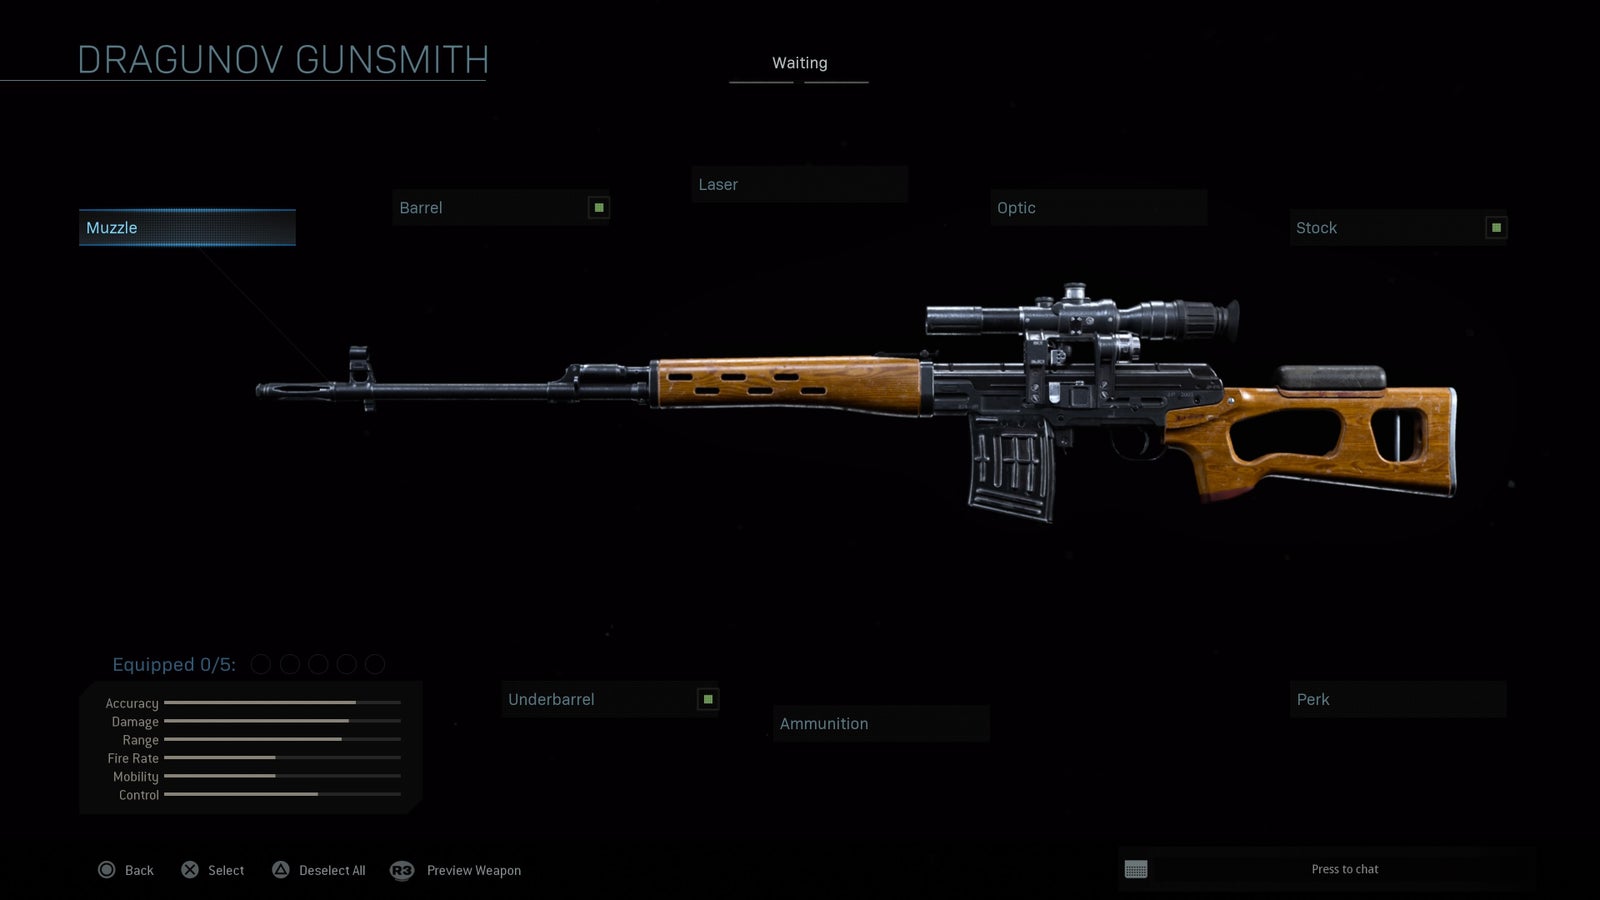 DRAGUNOV GUNSMITH
Waiting
Laser
Barrel
Optic
Muzzle
Stock
Equipped 0/5:
Accuracy
Damage
Range
Fire Rate
Mobility
Control
Underbarrel
Ammunition
Perk
Back
Select
Deselect All
R3 Preview Weapon
Press to chat